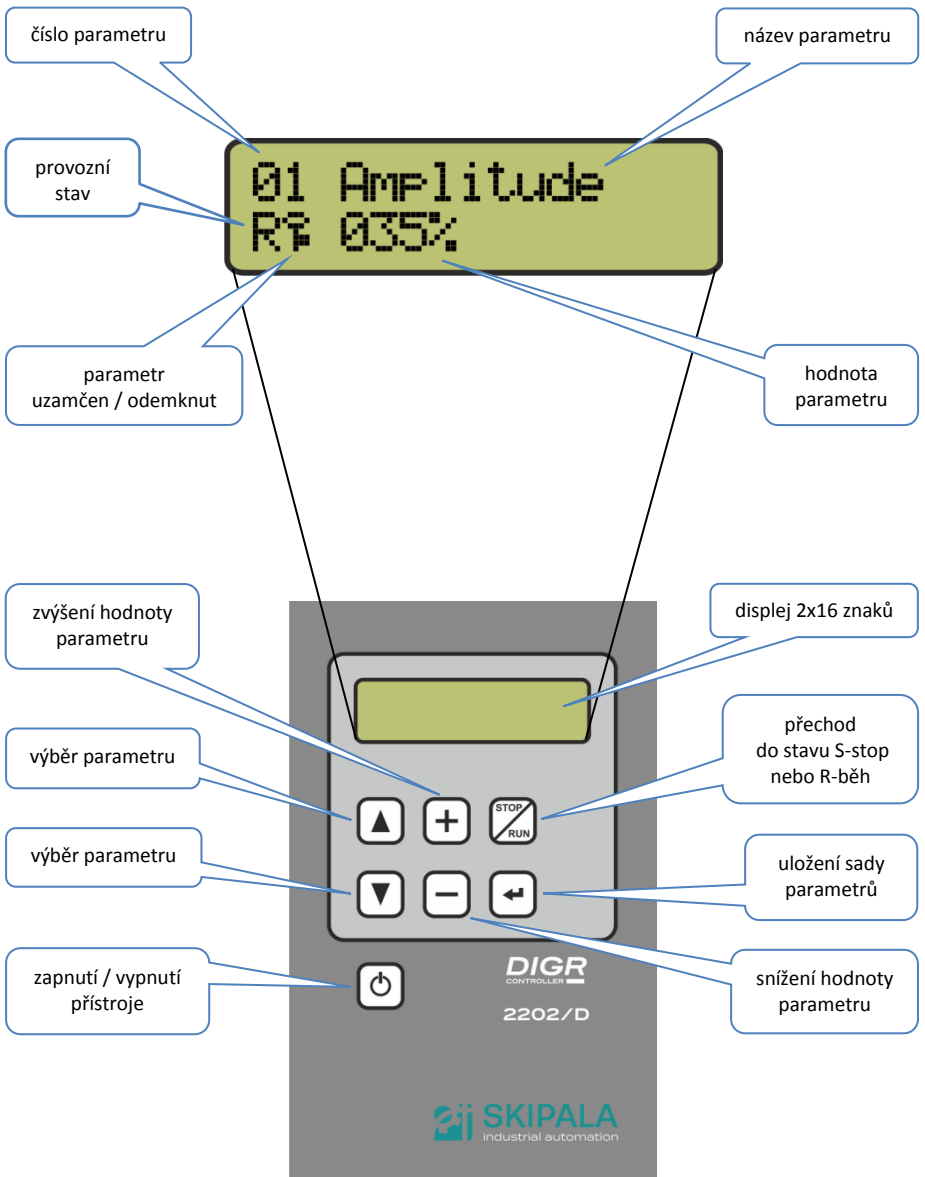 číslo parametru
název parametru
provozní
stav
01 Amplitude
R 035%
parametr
uzamčen / odemknut
hodnota
parametru
zvýšení hodnoty
parametru
displej 2x16 znaků
výběr parametru
přechod
do stavu S-stop
nebo R-běh
STOP
RUN
výběr parametru
uložení sady
parametrů
zapnutí / vypnutí
přístroje
DIGR
CONTROLLER
2202/D
snížení hodnoty
parametru
SKIPALA
industrial automation